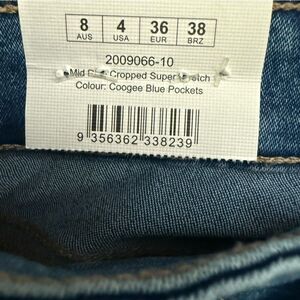 8 4 36 38
AUS USA EUR BRZ
2009066-10
Mid Cropped Super Stretch
Colour: Coogee Blue Pockets
9 356362 338239